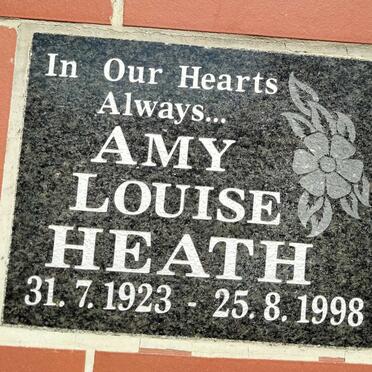 In Our Hearts
Always...
AMY
LOUISE
HEATH
31.7.1923 - 25.8.1998